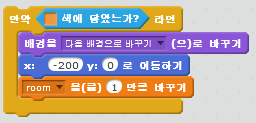 만약 색에 닿았는가? 라면
배경을 다음 배경으로 바꾸기 (으)로 바꾸기
x: -200 y: 0 로 이동하기
room 을(를) 1 만큼 바꾸기